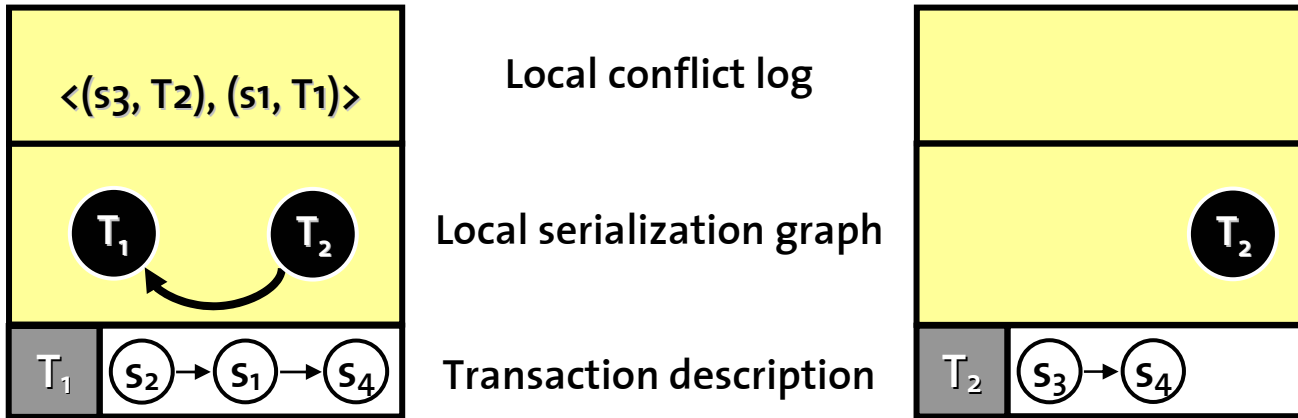 <(s3, T2), (s1, T1)>
Local conflict log
T₁ T₂
Local serialization graph
T₂
T₁ s₂ s₁ s₄
Transaction description
T₂ s₃ s₄